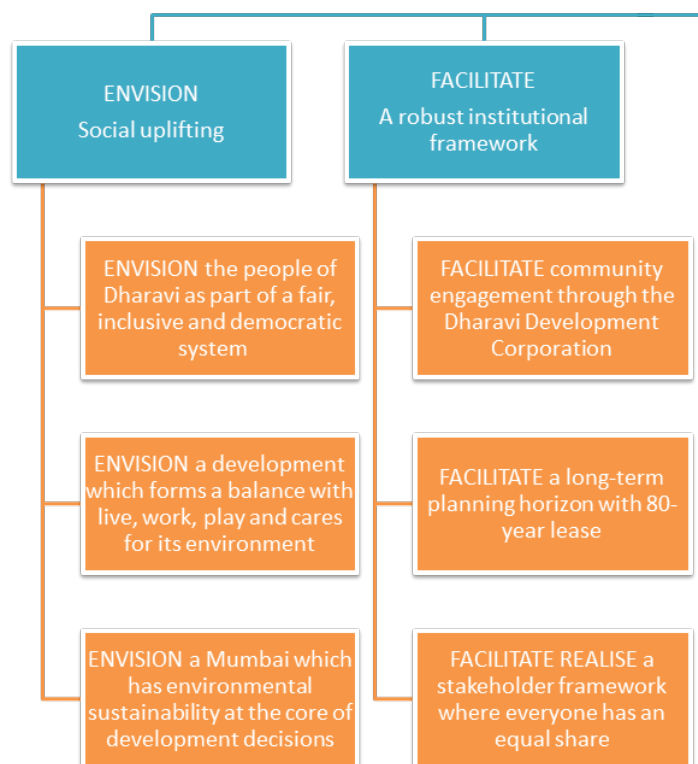 ENVISION
Social uplifting
ENVISION the people of
Dharavi as part of a fair,
inclusive and democratic
system
ENVISION a development
which forms a balance with
live, work, play and cares
for its environment
ENVISION a Mumbai which
has environmental
sustainability at the core of
development decisions
FACILITATE
A robust institutional
framework
FACILITATE community
engagement through the
Dharavi Development
Corporation
FACILITATE a long-term
planning horizon with 80-
year lease
FACILITATE REALISE a
stakeholder framework
where everyone has an
equal share